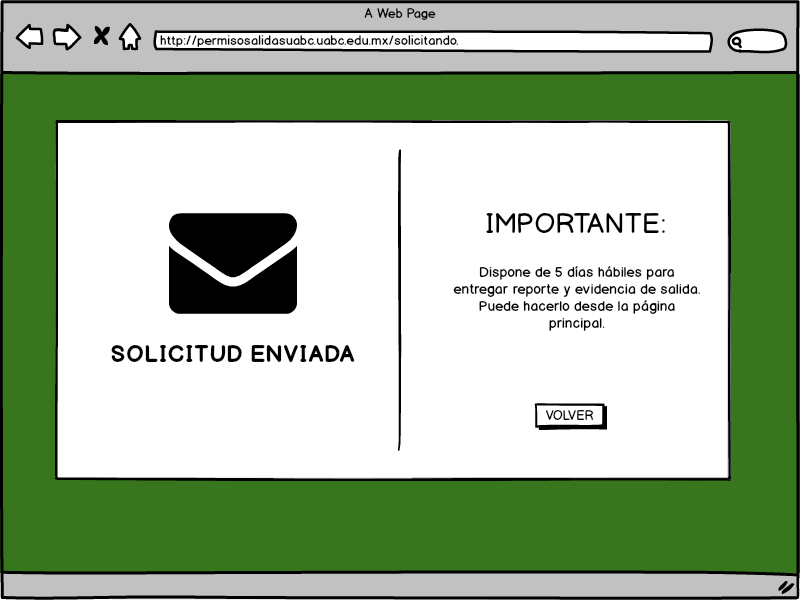 A Web Page
http://permisosalidasuabc.uabc.edu.mx/solicitando.
SOLICITUD ENVIADA
IMPORTANTE:
Dispone de 5 días hábiles para
entregar reporte y evidencia de salida.
Puede hacerlo desde la página
principal.
VOLVER